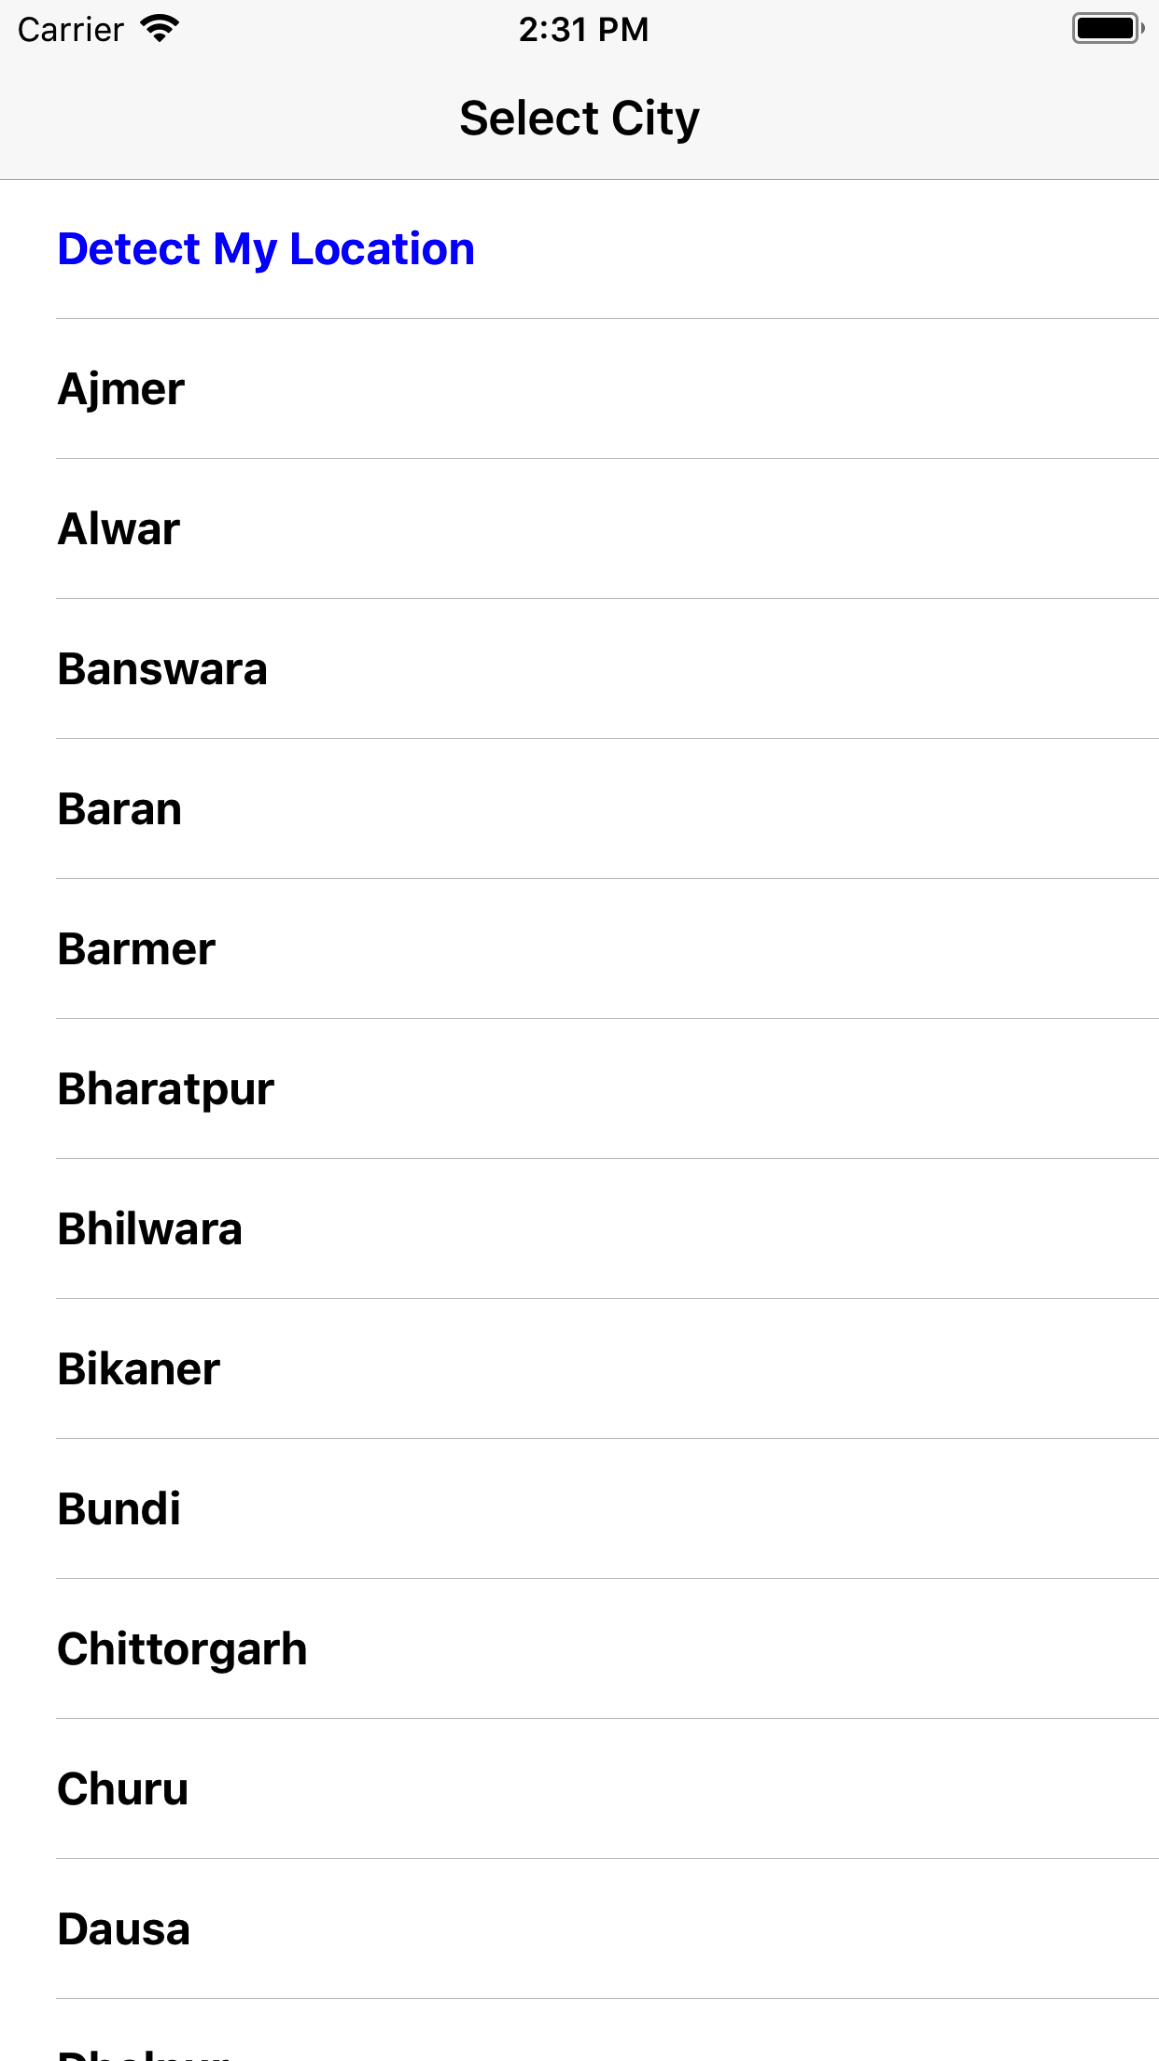 Carrier 2:31 PM
Select City
Detect My Location
Ajmer
Alwar
Banswara
Baran
Barmer
Bharatpur
Bhilwara
Bikaner
Bundi
Chittorgarh
Churu
Dausa
Dholpur